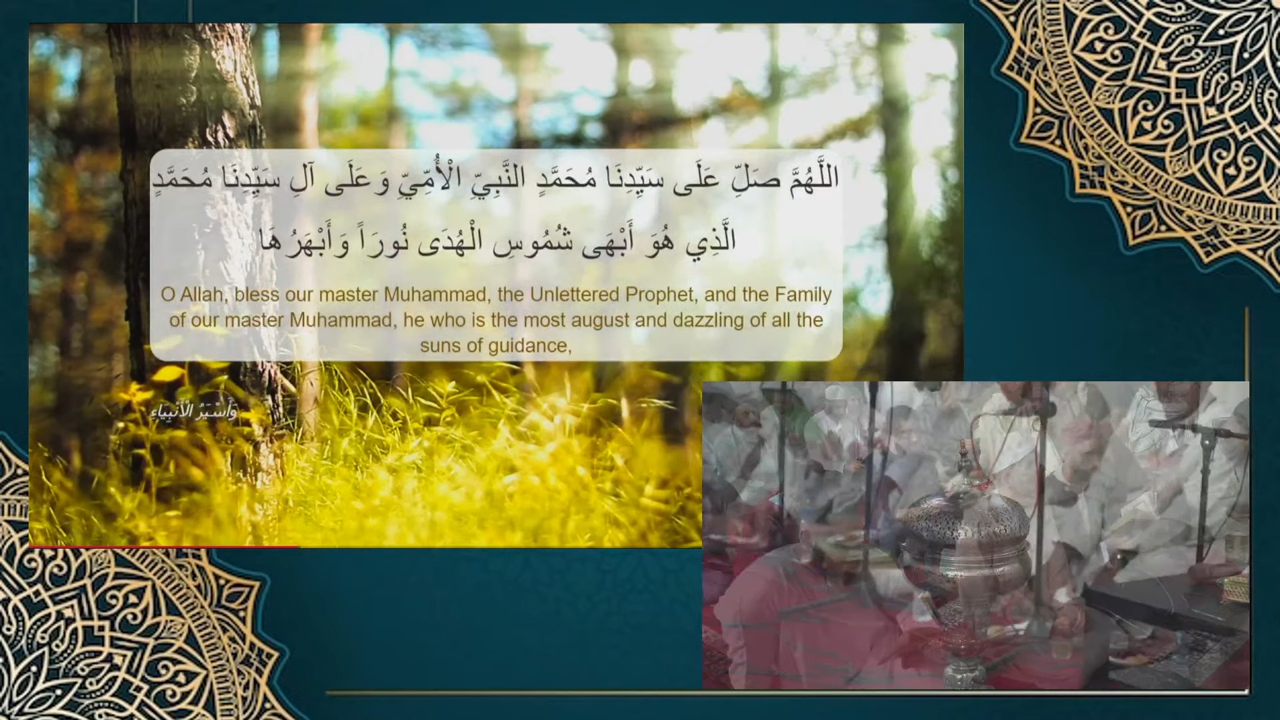 اللَّهُمَّ صَلِّ عَلَى سَيِّدِنَا مُحَمَّدٍ النَّبِيِّ الْأُمِّيِّ وَعَلَى آلِ سَيِّدِنَا مُحَمَّدٍ
الَّذِي هُوَ أَبْهَى شُمُوسِ الْهُدَى نُورَاً وَأَبْهَرُهَا
O Allah, bless our master Muhammad, the Unlettered Prophet, and the Family
of our master Muhammad, he who is the most august and dazzling of all the
suns of guidance,
وَأَسْيَرُ الْأَنْبِيَاءِ